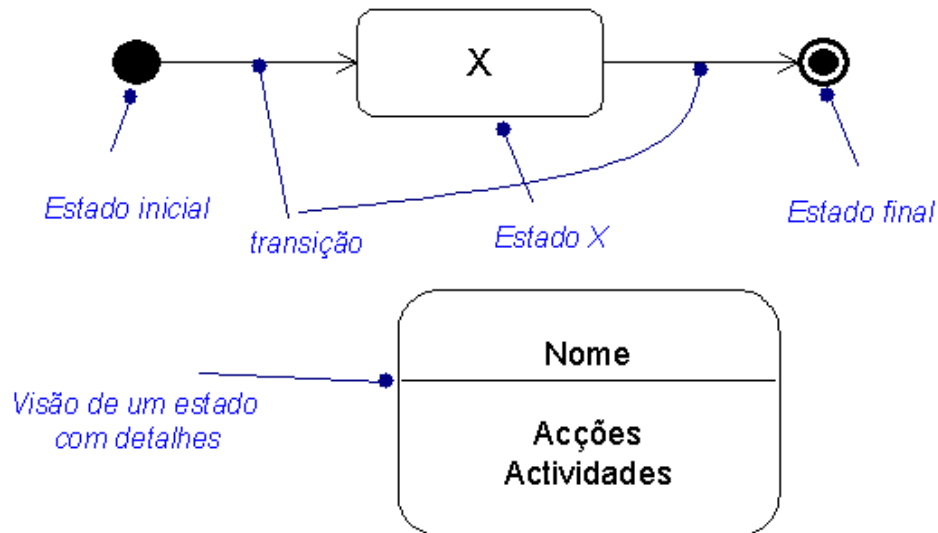 X
Estado inicial
transição
Estado X
Estado final
Nome
Visão de um estado
com detalhes
Acções
Actividades